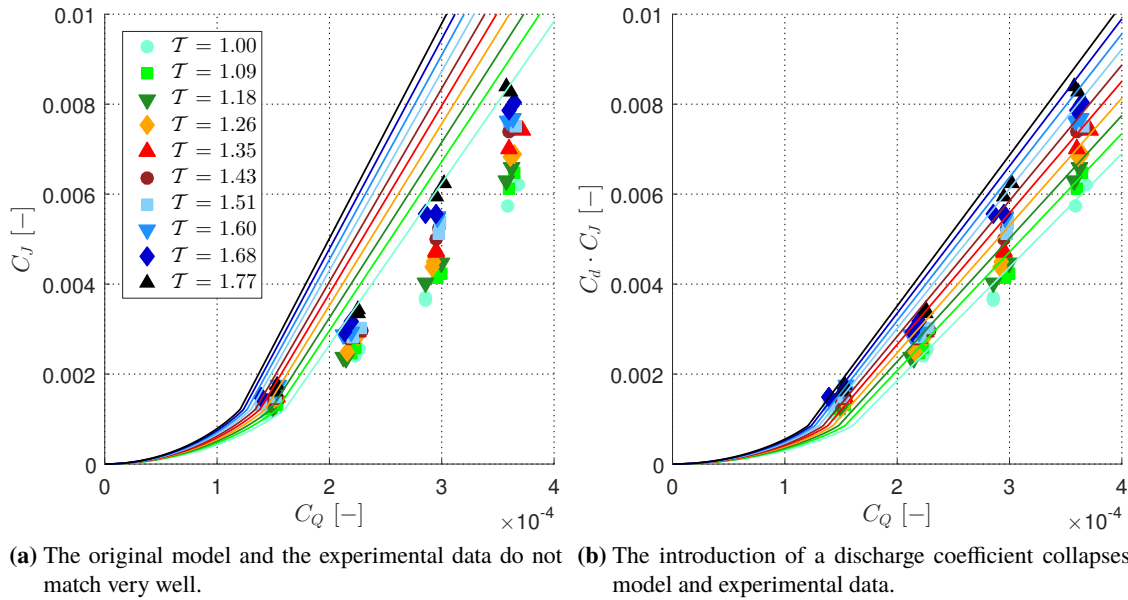 0.01
0.008
0.006
0.004
0.002
0
C_J [−]
𝒯 = 1.00
𝒯 = 1.09
𝒯 = 1.18
𝒯 = 1.26
𝒯 = 1.35
𝒯 = 1.43
𝒯 = 1.51
𝒯 = 1.60
𝒯 = 1.68
𝒯 = 1.77
0 1 2 3 4
C_Q [−]
×10⁻⁴
(a) The original model and the experimental data do not
match very well.
0.01
0.008
0.006
0.004
0.002
0
C_d · C_J [−]
0 1 2 3 4
C_Q [−]
×10⁻⁴
(b) The introduction of a discharge coefficient collapses
model and experimental data.